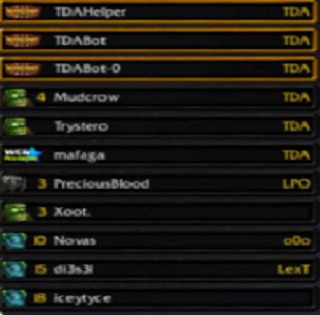 TDAHelper TDA
TDABot TDA
TDABot-0 TDA
4 Mudcrow TDA
Trystero TDA
mafaga TDA
3 PreciousBlood LPO
3 Xoot.
10 Novas o0o
15 di3s3l LexT
18 iceytyce